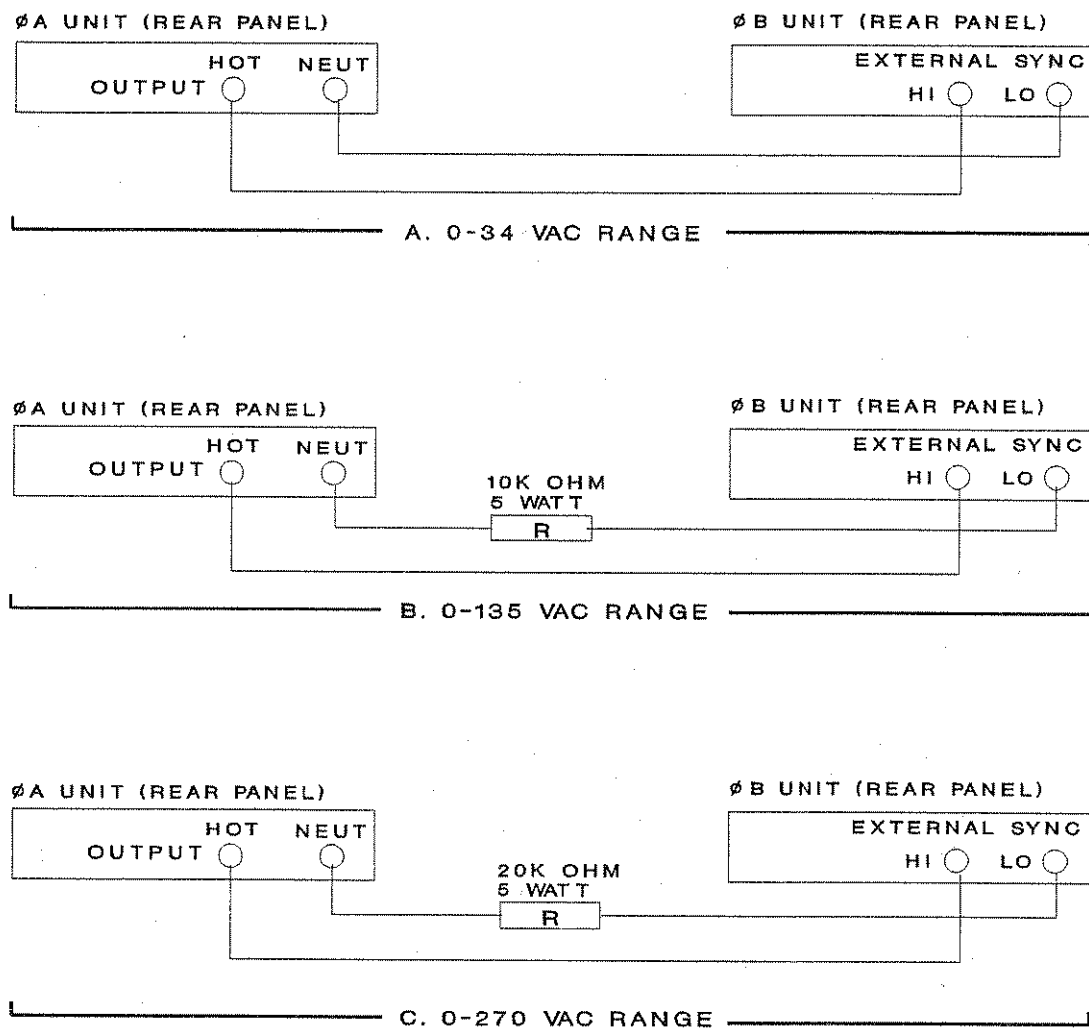 øA UNIT (REAR PANEL)
øB UNIT (REAR PANEL)
HOT NEUT
OUTPUT
EXTERNAL SYNC
HI LO
A. 0-34 VAC RANGE
øA UNIT (REAR PANEL)
øB UNIT (REAR PANEL)
HOT NEUT
OUTPUT
EXTERNAL SYNC
HI LO
10K OHM
5 WATT
R
B. 0-135 VAC RANGE
øA UNIT (REAR PANEL)
øB UNIT (REAR PANEL)
HOT NEUT
OUTPUT
EXTERNAL SYNC
HI LO
20K OHM
5 WATT
R
C. 0-270 VAC RANGE